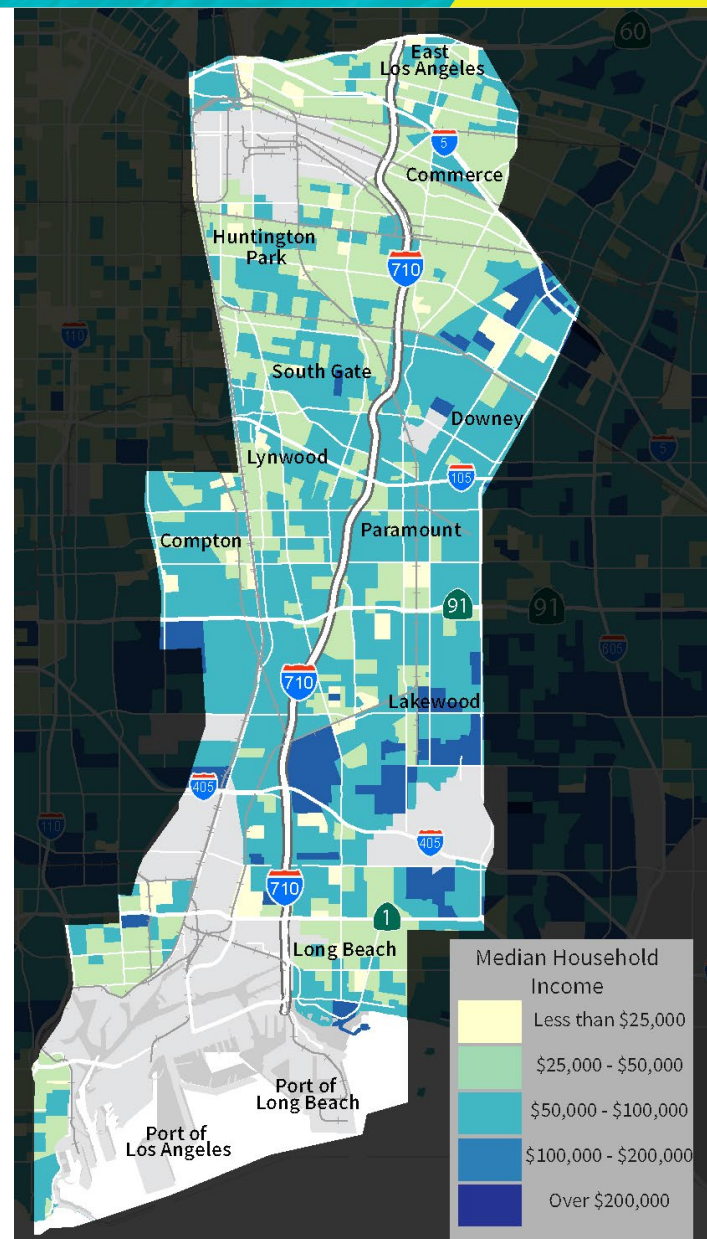 60
East
Los Angeles
5
Commerce
Huntington
Park
710
110
South Gate
Downey
5
Lynwood
105
Compton
Paramount
91
91
605
710
Lakewood
405
110
405
710
1
Long Beach
Port of
Long Beach
Port of
Los Angeles
Median Household
Income
Less than $25,000
$25,000 - $50,000
$50,000 - $100,000
$100,000 - $200,000
Over $200,000